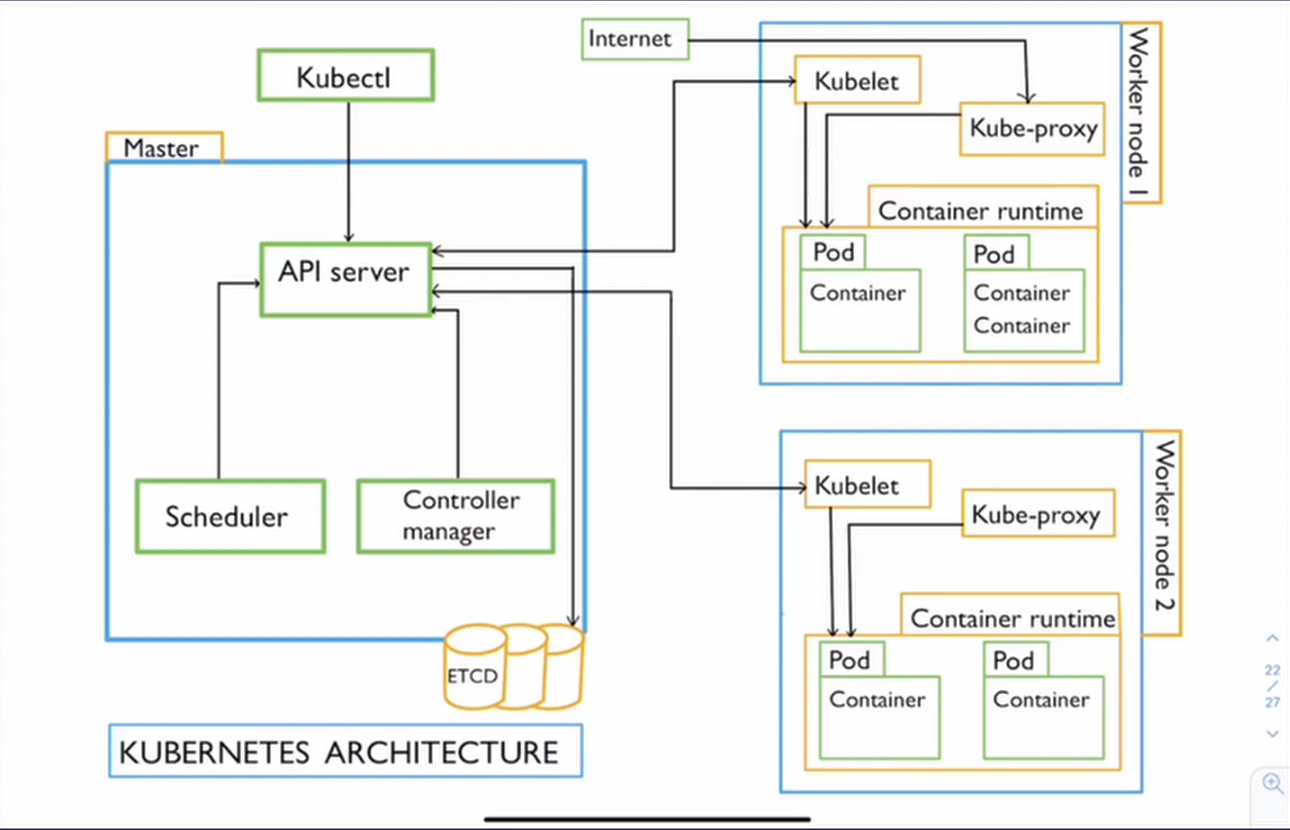 Internet
Kubectl
Kubelet
Worker node 1
Kube-proxy
Master
Container runtime
API server
Pod
Container
Pod
Container
Container
Kubelet
Worker node 2
Kube-proxy
Scheduler
Controller
manager
Container runtime
Pod
Container
Pod
Container
ETCD
KUBERNETES ARCHITECTURE
22
/
27